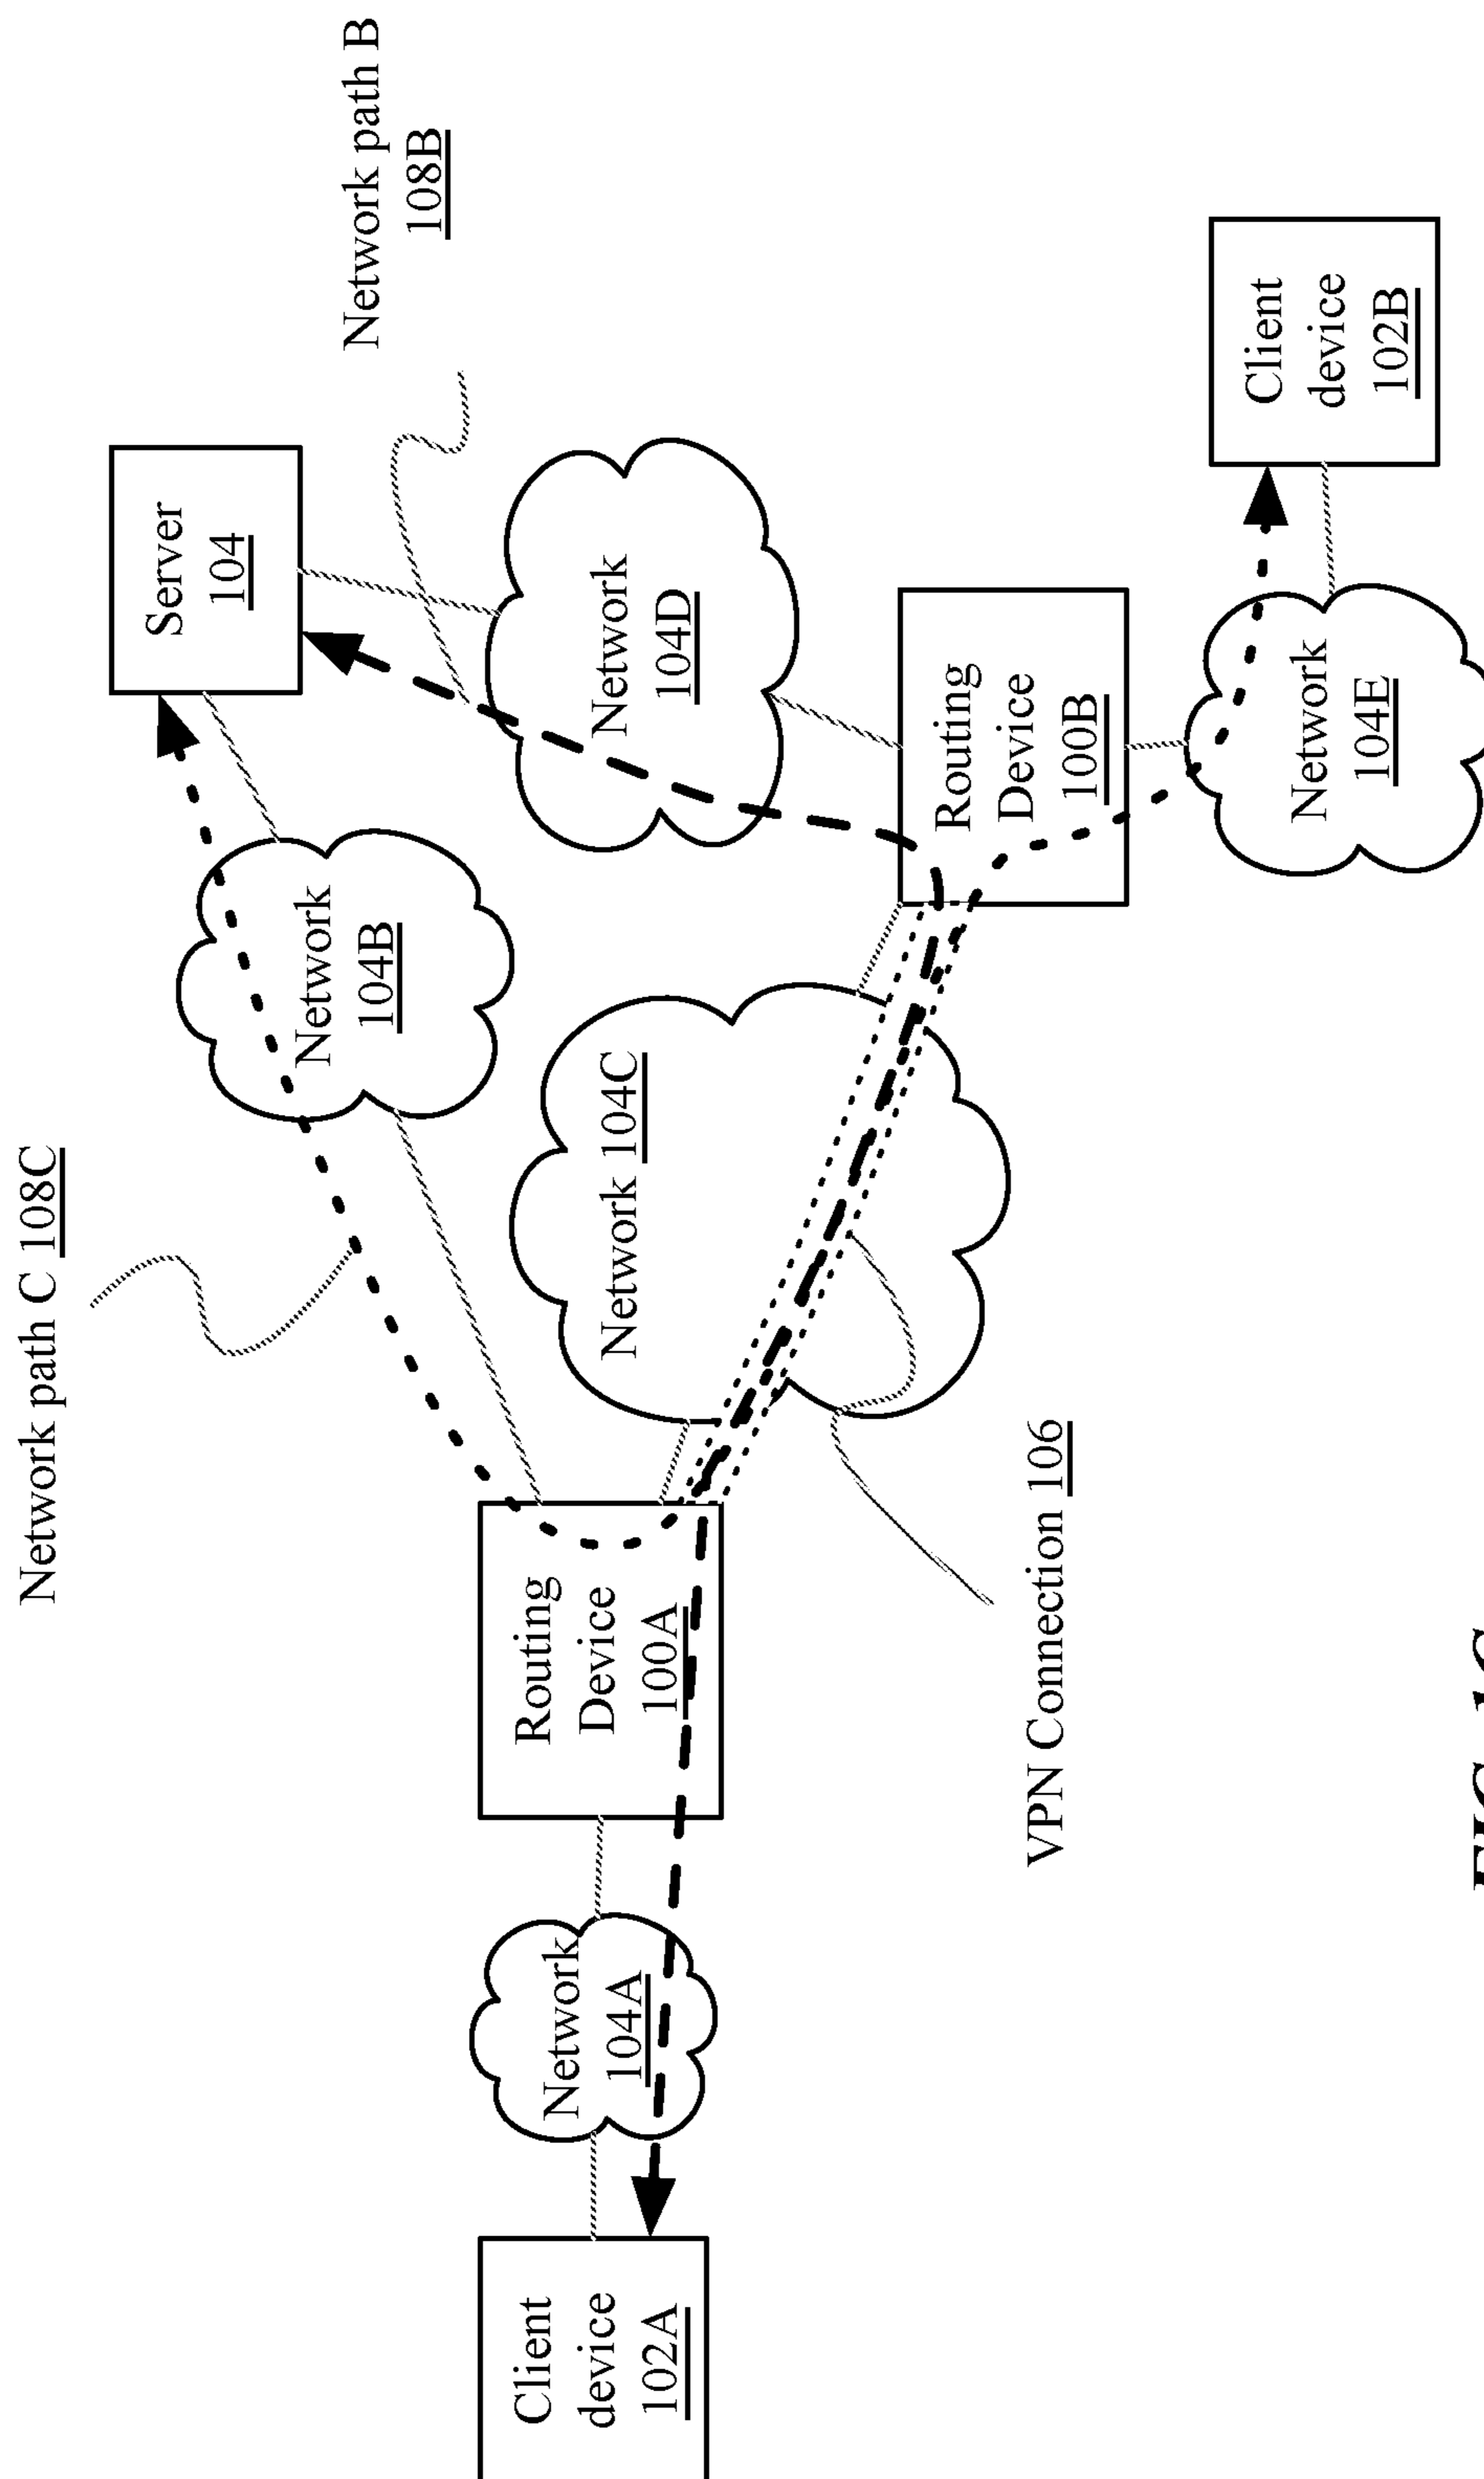 Network path C 108C
Network path B
108B
Server
104
Network
104B
Network
104D
Network 104C
Client
device
102A
Network
104A
Routing
Device
100A
Routing
Device
100B
VPN Connection 106
Network
104E
Client
device
102B